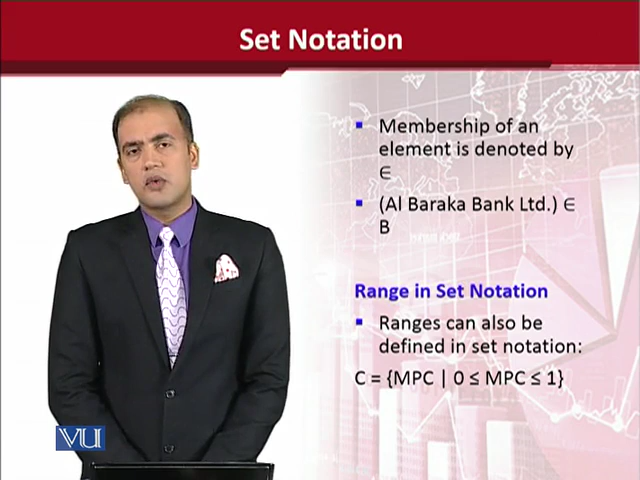 Set Notation
Membership of an
element is denoted by
∈
(Al Baraka Bank Ltd.) ∈
B
Range in Set Notation
Ranges can also be
defined in set notation:
C = {MPC | 0 ≤ MPC ≤ 1}
VU